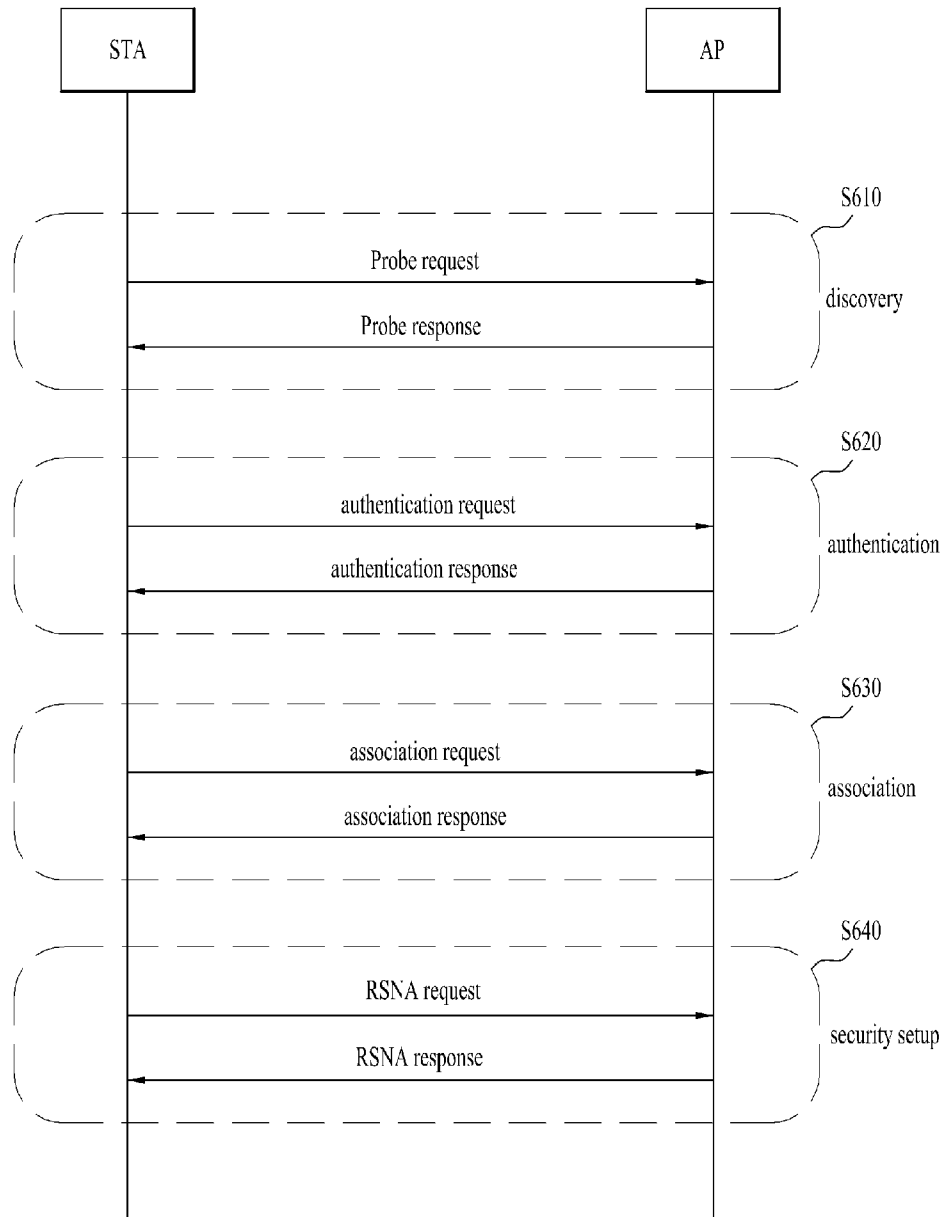 STA
AP
S610
Probe request
discovery
Probe response
S620
authentication request
authentication
authentication response
S630
association request
association
association response
S640
RSNA request
security setup
RSNA response